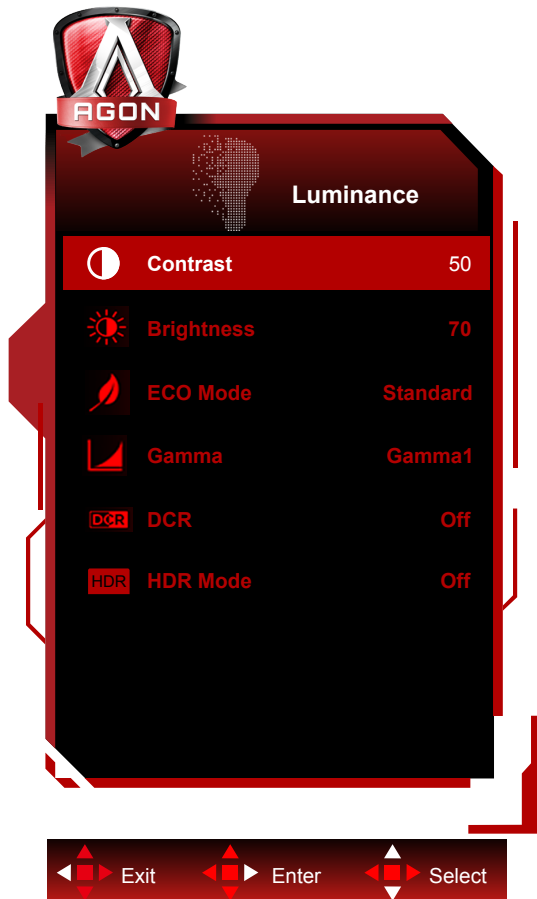 AGON
Luminance
Contrast 50
Brightness 70
ECO Mode Standard
Gamma Gamma1
DCR DCR Off
HDR HDR Mode Off
Exit Enter Select